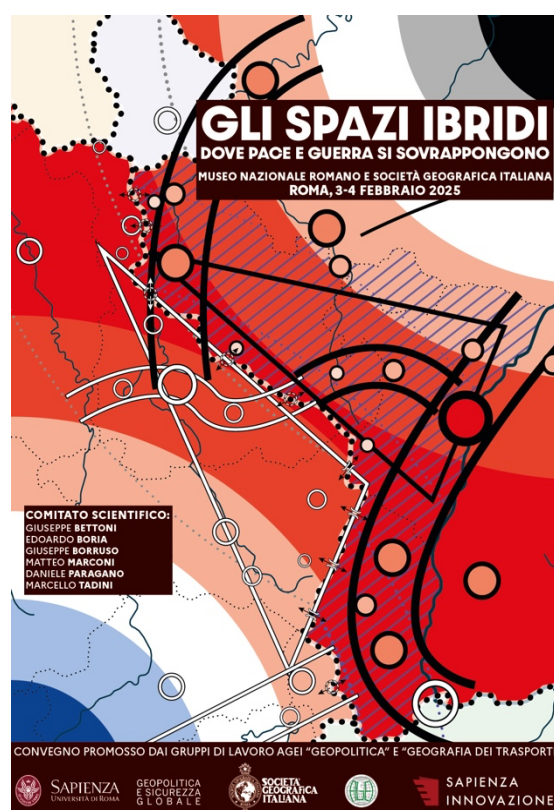 GLI SPAZI IBRIDI
DOVE PACE E GUERRA SI SOVRAPPONGONO
MUSEO NAZIONALE ROMANO E SOCIETÀ GEOGRAFICA ITALIANA
ROMA, 3-4 FEBBRAIO 2025
COMITATO SCIENTIFICO:
GIUSEPPE BETTONI
EDOARDO BORIA
GIUSEPPE BORRUSO
MATTEO MARCONI
DANIELE PARAGANO
MARCELLO TADINI
CONVEGNO PROMOSSO DAI GRUPPI DI LAVORO AGEI "GEOPOLITICA" E "GEOGRAFIA DEI TRASPORT
SAPIENZA
UNIVERSITÀ DI ROMA
GEOPOLITICA
E SICUREZZA
GLOBALE
SOCIETÀ
GEOGRAFICA
ITALIANA
SAPIENZA
INNOVAZIONE